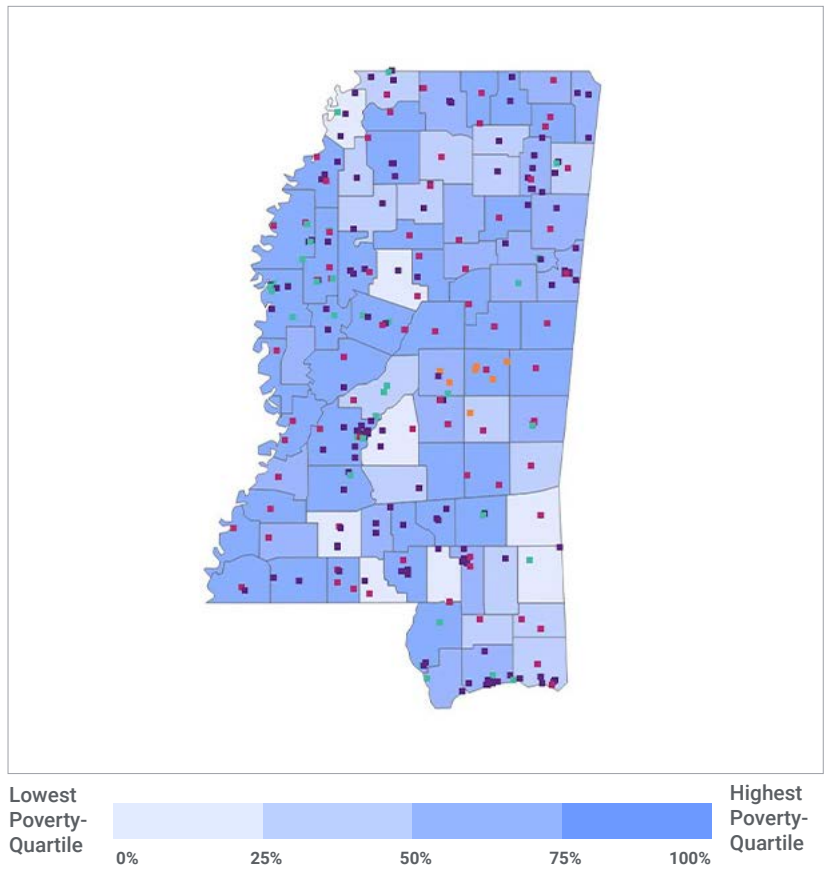 Lowest
Poverty-
Quartile
0%
25%
50%
75%
100%
Highest
Poverty-
Quartile